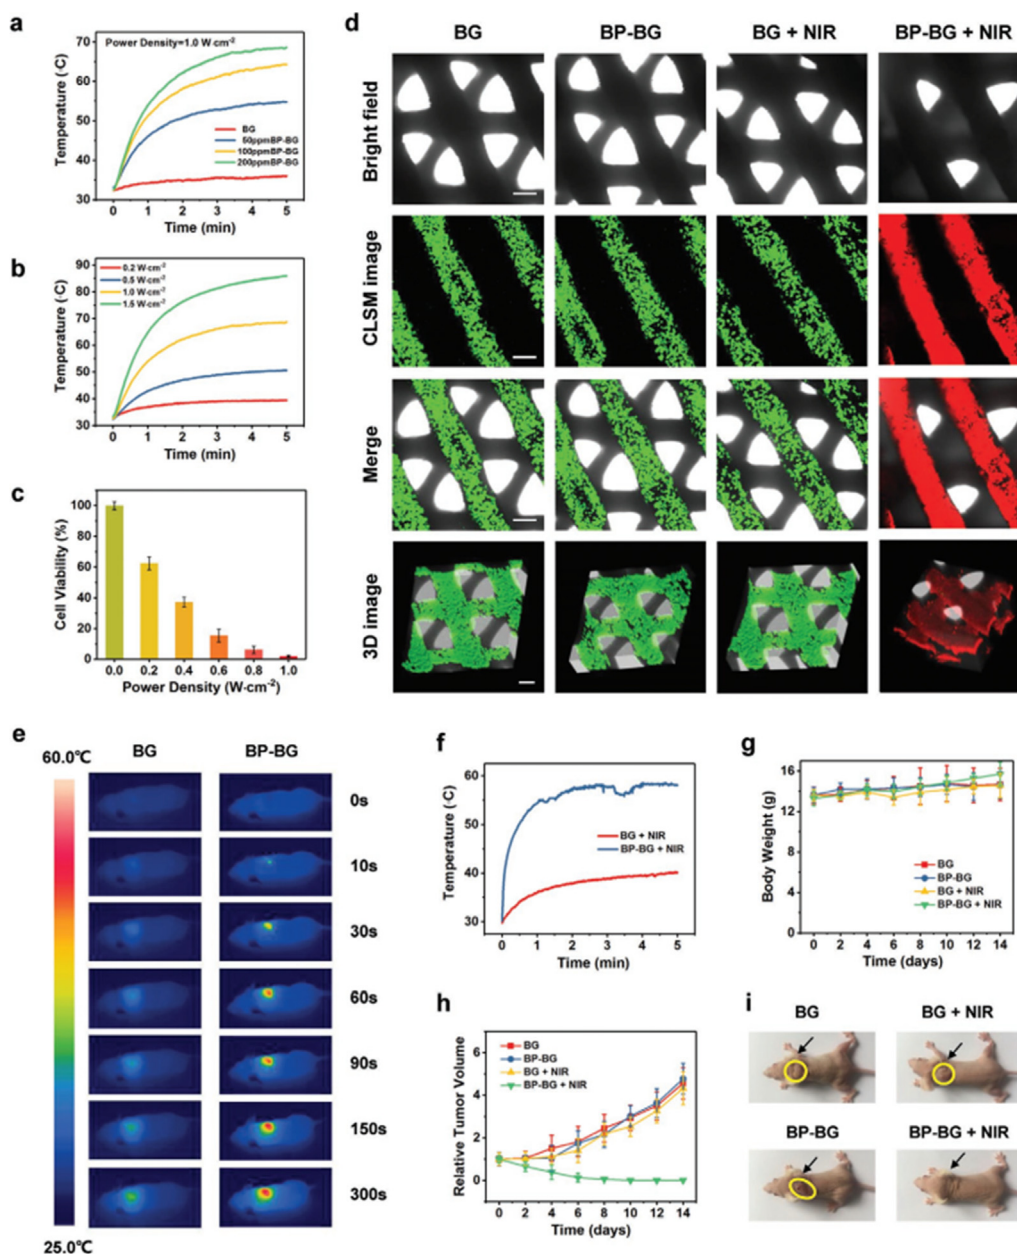 a
Power Density=1.0 W·cm⁻²
Temperature (·C)
70
60
50
40
30
BG
50ppmBP-BG
100ppmBP-BG
200ppmBP-BG
0 1 2 3 4 5
Time (min)
b
0.2 W·cm⁻²
0.5 W·cm⁻²
1.0 W·cm⁻²
1.5 W·cm⁻²
Temperature (·C)
90
80
70
60
50
40
30
0 1 2 3 4 5
Time (min)
c
Cell Viability (%)
100
80
60
40
20
0
0.0 0.2 0.4 0.6 0.8 1.0
Power Density (W·cm⁻²)
d
BG BP-BG BG + NIR BP-BG + NIR
Bright field
CLSM image
Merge
3D image
e
60.0℃
25.0℃
BG BP-BG
0s
10s
30s
60s
90s
150s
300s
f
Temperature (·C)
60
50
40
30
BG + NIR
BP-BG + NIR
0 1 2 3 4 5
Time (min)
g
Body Weight (g)
16
12
8
4
0
BG
BP-BG
BG + NIR
BP-BG + NIR
0 2 4 6 8 10 12 14
Time (days)
h
Relative Tumor Volume
6
4
2
0
BG
BP-BG
BG + NIR
BP-BG + NIR
0 2 4 6 8 10 12 14
Time (days)
i
BG BG + NIR
BP-BG BP-BG + NIR